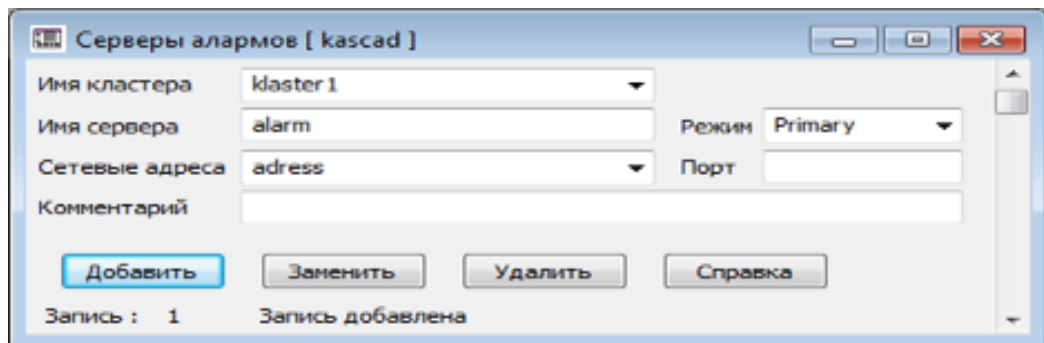 Серверы алармов [ kascad ]
Имя кластера klaster1
Имя сервера alarm Режим Primary
Сетевые адреса adress Порт
Комментарий
Добавить Заменить Удалить Справка
Запись : 1 Запись добавлена